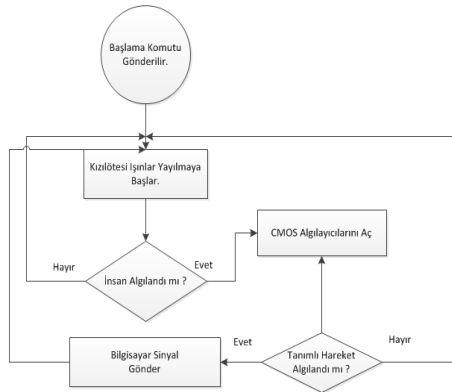 Başlama Komutu
Gönderilir.
Kızılötesi Işınlar Yayılmaya
Başlar.
CMOS Algılayıcılarını Aç
Hayır
Evet
İnsan Algılandı mı ?
Bilgisayar Sinyal
Gönder
Evet
Tanımlı Hareket
Algılandı mı ?
Hayır